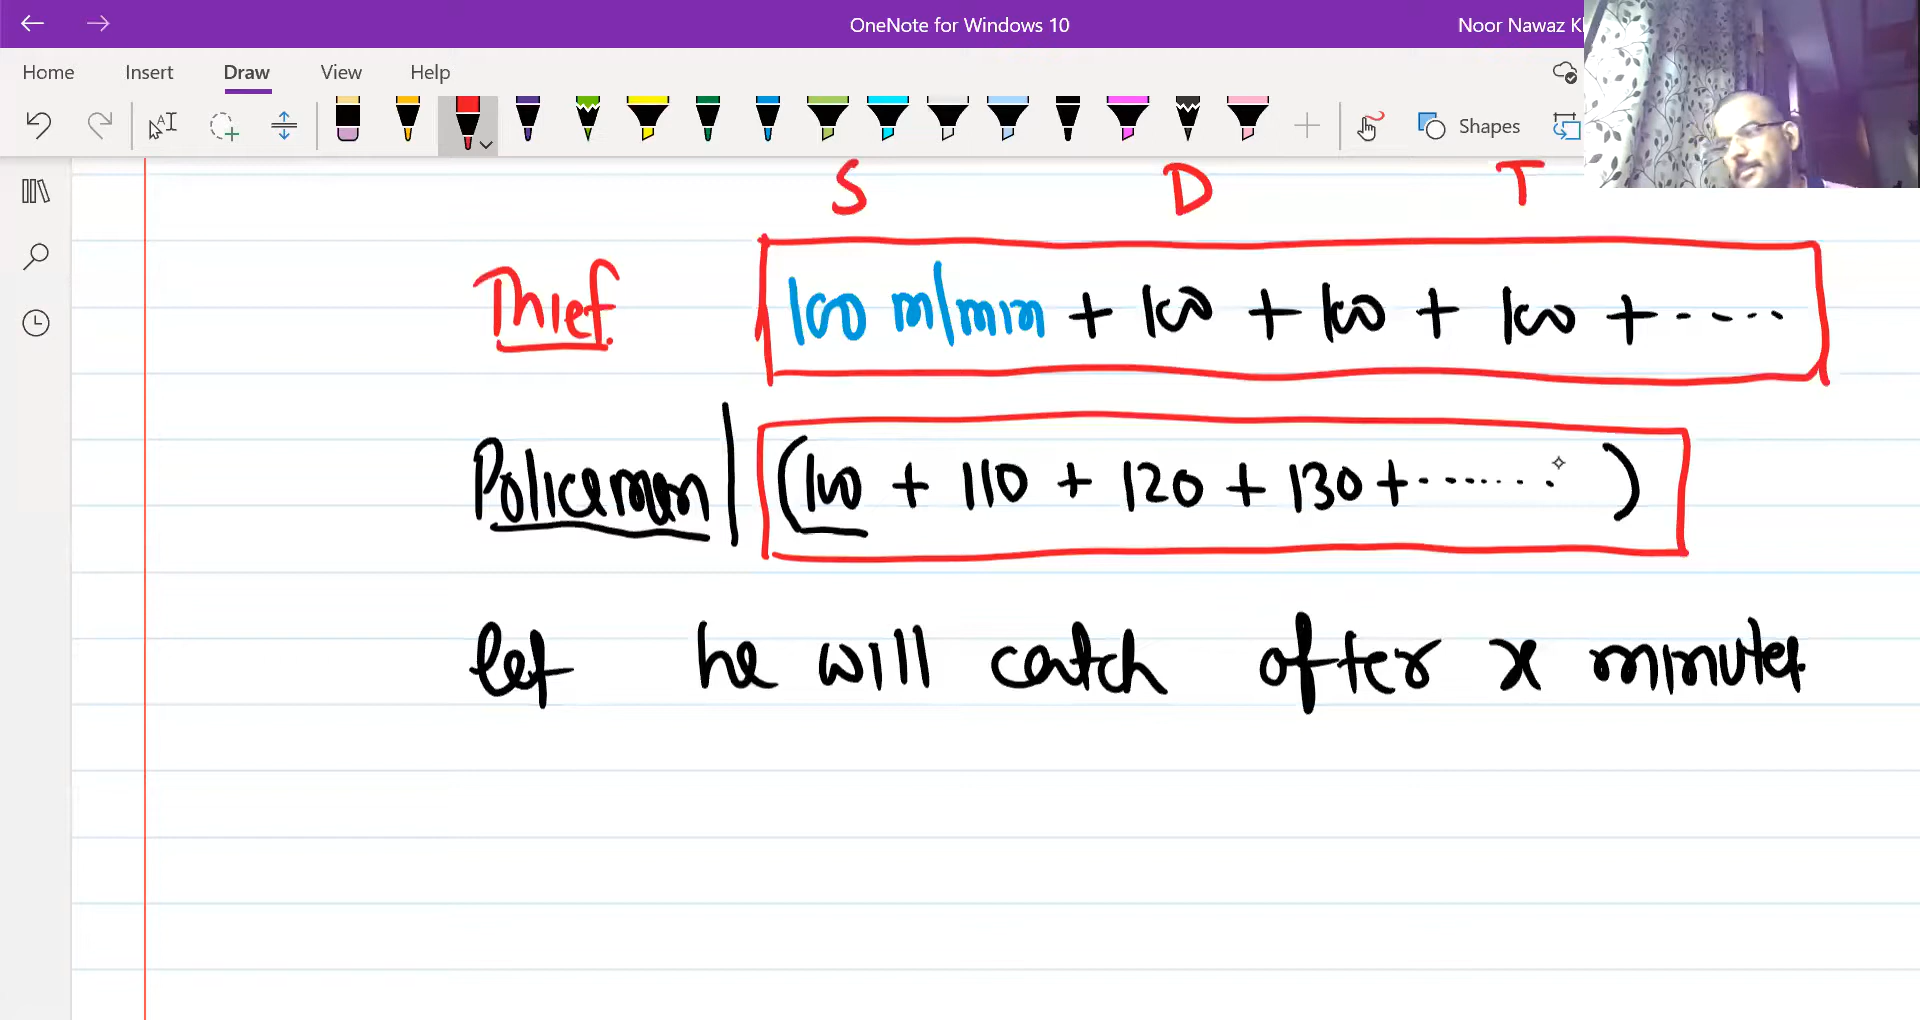 OneNote for Windows 10
Noor Nawaz K
Home Insert Draw View Help
Shapes
S D T
Thief 100 m/min + 100 + 100 + 100 + .....
Policeman (100 + 110 + 120 + 130 + ....... )
let he will catch after x minutes.